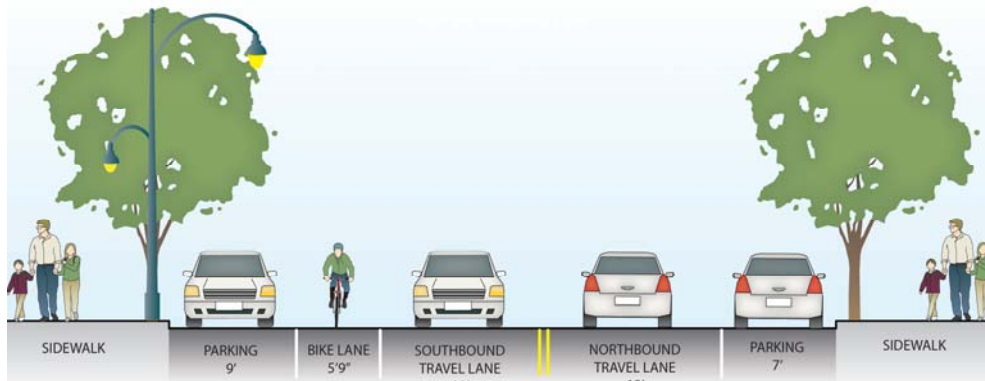 SIDEWALK
PARKING
9'
BIKE LANE
5'9"
SOUTHBOUND
TRAVEL LANE
NORTHBOUND
TRAVEL LANE
PARKING
7'
SIDEWALK